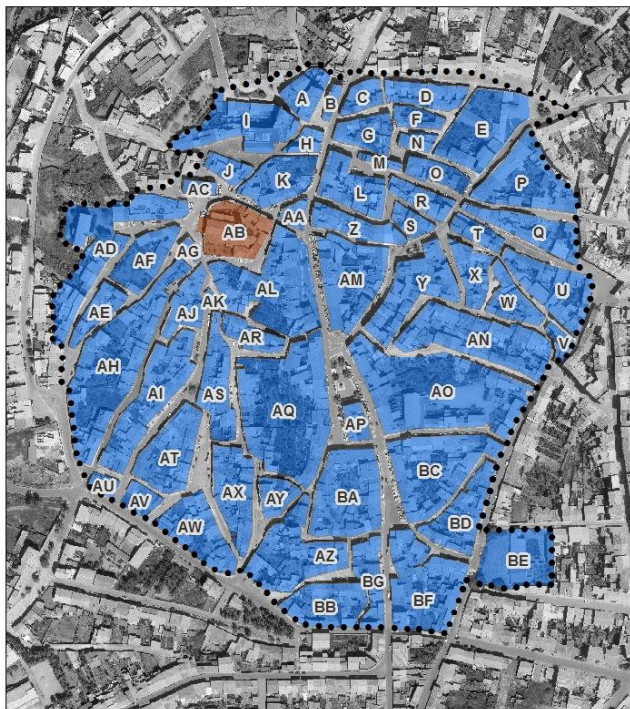 A B C D
I F E
H G N
M O P
J K L
AC R
AA Z S T Q
AB
AD AF AG
AL AM Y X W U
AE AJ AK
AR AN V
AH
AI AS AQ AO
AP
AT BC
AU AV AX AY BA
AW BD
AZ BG BE
BB BF